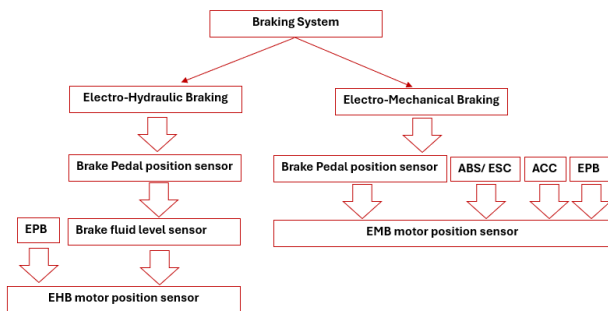 Braking System
Electro-Hydraulic Braking
Electro-Mechanical Braking
Brake Pedal position sensor
Brake Pedal position sensor
ABS/ ESC
ACC
EPB
EPB
Brake fluid level sensor
EMB motor position sensor
EHB motor position sensor